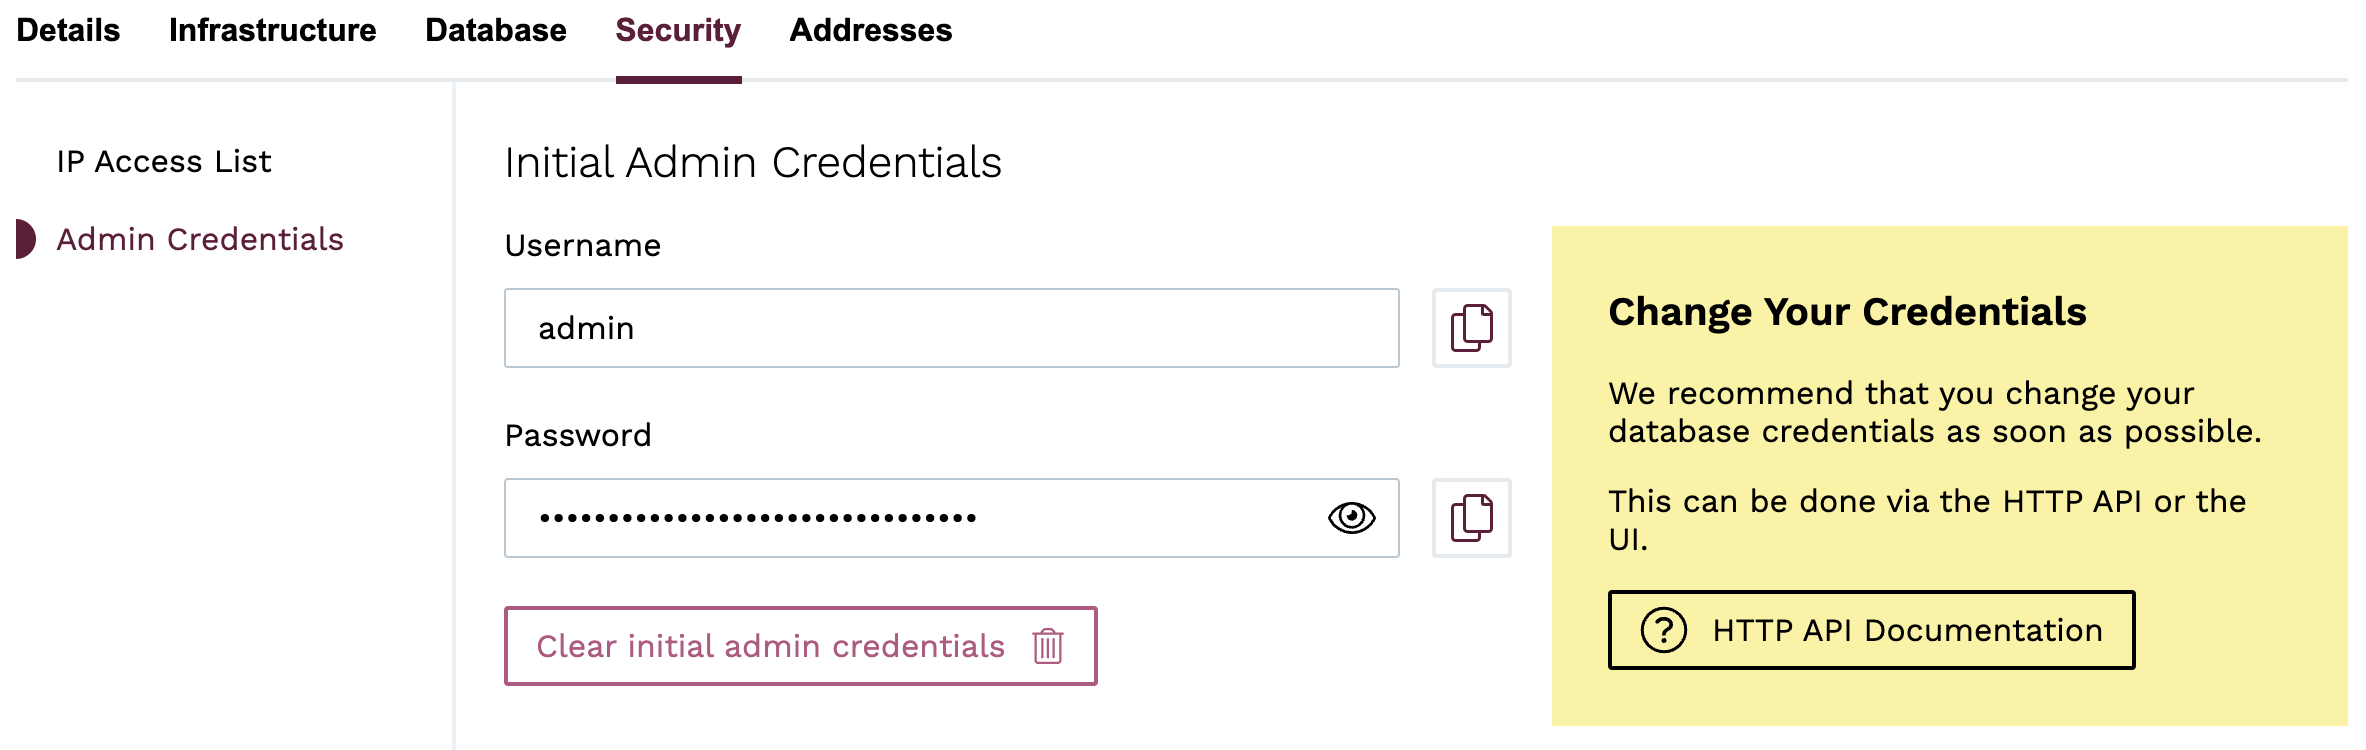 Details Infrastructure Database Security Addresses
IP Access List
Admin Credentials
Initial Admin Credentials
Username
admin
Password
••••••••••••••••••••••••••••••••
Clear initial admin credentials
Change Your Credentials
We recommend that you change your
database credentials as soon as possible.
This can be done via the HTTP API or the
UI.
? HTTP API Documentation